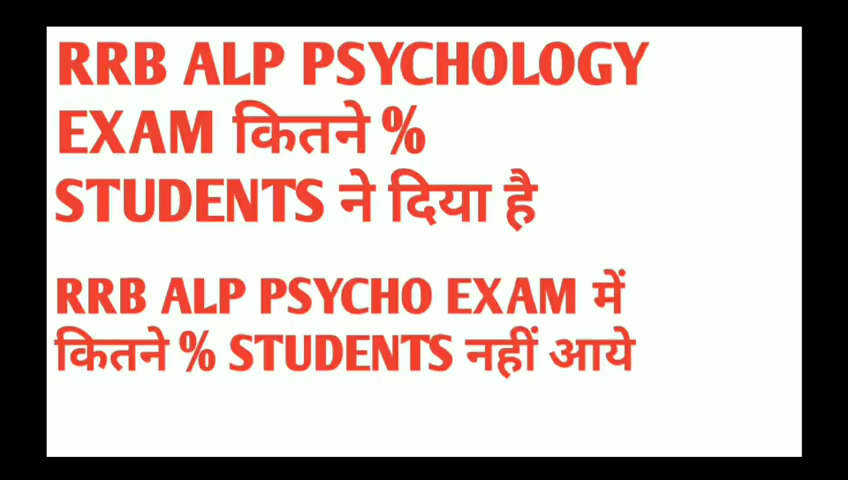 RRB ALP PSYCHOLOGY
EXAM कितने %
STUDENTS ने दिया है
RRB ALP PSYCHO EXAM में
कितने % STUDENTS नहीं आये